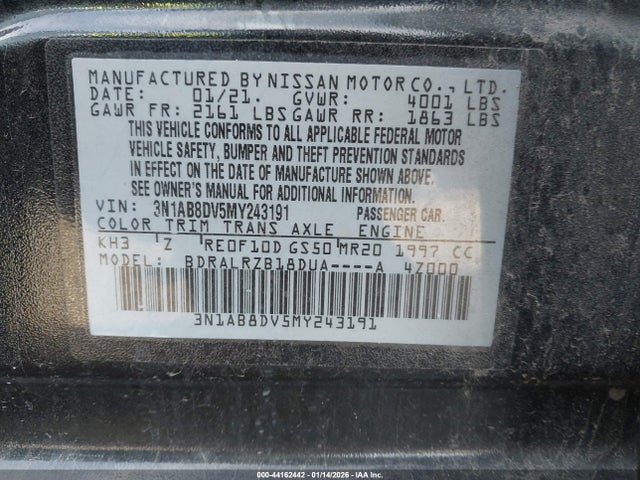 MANUFACTURED BY NISSAN MOTOR CO., LTD.
DATE: 01/21. GVWR: 4001 LBS
GAWR FR: 2161 LBS GAWR RR: 1863 LBS
THIS VEHICLE CONFORMS TO ALL APPLICABLE FEDERAL MOTOR
VEHICLE SAFETY, BUMPER AND THEFT PREVENTION STANDARDS
IN EFFECT ON THE DATE OF MANUFACTURE SHOWN ABOVE.
SEE OWNER'S MANUAL FOR ADDITIONAL INFORMATION.
VIN: 3N1AB8DV5MY243191 PASSENGER CAR.
COLOR TRIM TRANS AXLE ENGINE
KH3 Z RE0F10D GS50 MR20 1997 CC
MODEL: BDRALRZB18DUA----A 4Z000
3N1AB8DV5MY243191
000-44162442 - 01/14/2026 - IAA Inc.